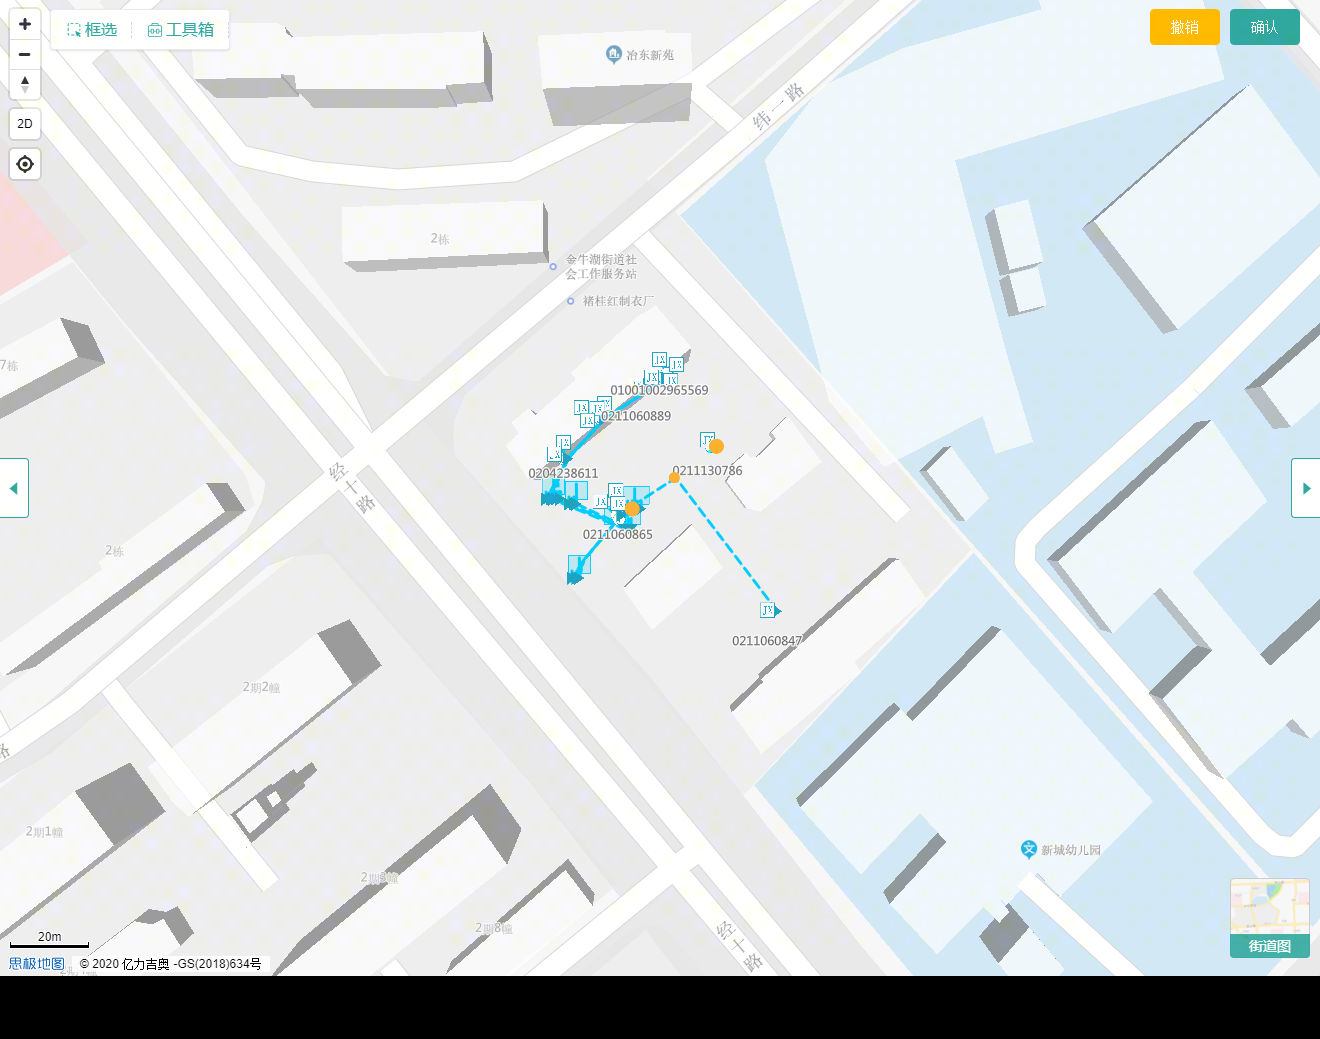 框选
工具箱
撤销
确认
2D
冶东新苑
纬一路
2栋
金牛湖街道社
会工作服务站
褚桂红制衣厂
7栋
JX
JX
JX
JX
01001002965569
JX
JX
JX
JX
0211060889
JX
JX
JX
0204238611
0211130786
经十路
JX
JX
JX
0211060865
2栋
JX
0211060847
2期2幢
路
2期1幢
新城幼儿园
2期8幢
经十路
20m
街道图
思极地图
© 2020 亿力吉奥 -GS(2018)634号